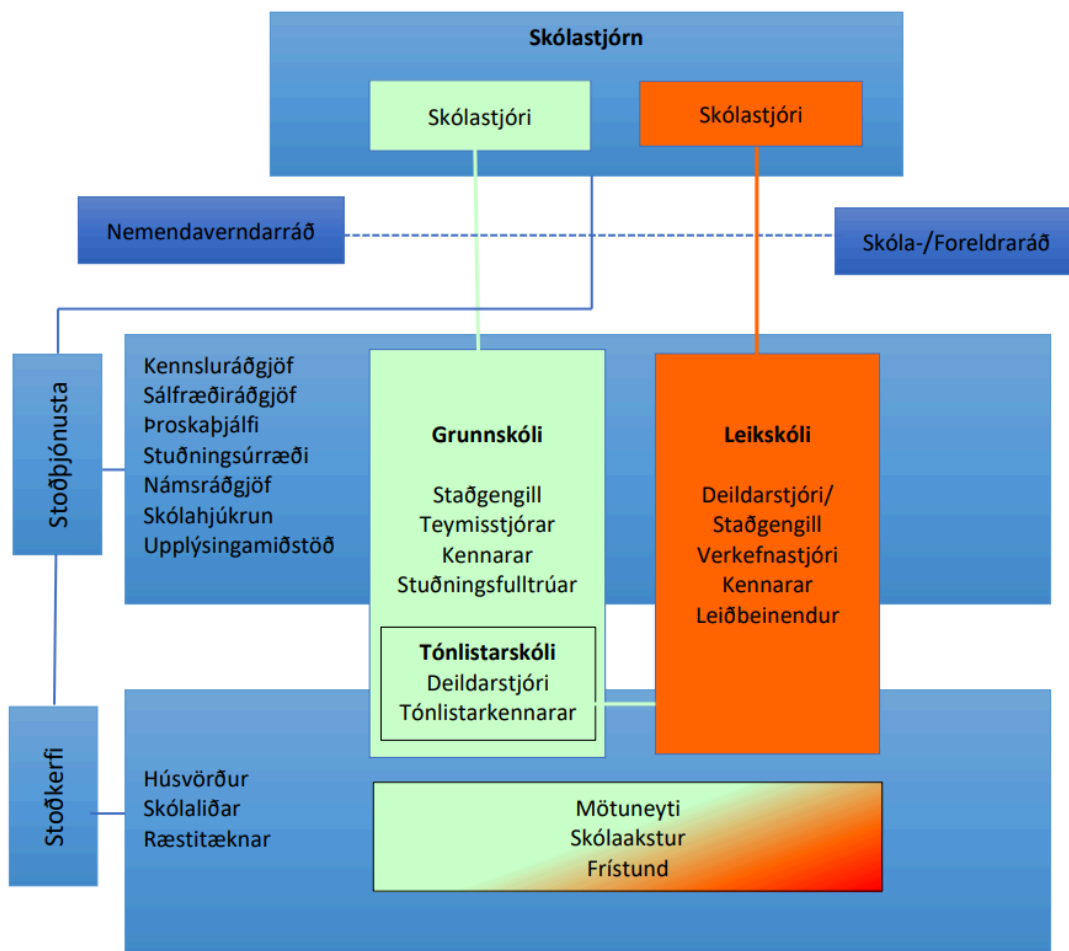 Skólastjórn
Skólastjóri
Skólastjóri
Nemendaverndarráð
Skóla-/Foreldraráð
Stoðþjónusta
Kennsluráðgjöf
Sálfræðiráðgjöf
Þroskaþjálfi
Stuðningsúrræði
Námsráðgjöf
Skólahjúkrun
Upplýsingamiðstöð
Grunnskóli
Staðgengill
Teymisstjórar
Kennarar
Stuðningsfulltrúar
Tónlistarskóli
Deildarstjóri
Tónlistarkennarar
Leikskóli
Deildarstjóri/
Staðgengill
Verkefnastjóri
Kennarar
Leiðbeinendur
Stoðkerfi
Húsvörður
Skólaliðar
Ræstitæknar
Mötuneyti
Skólaakstur
Frístund